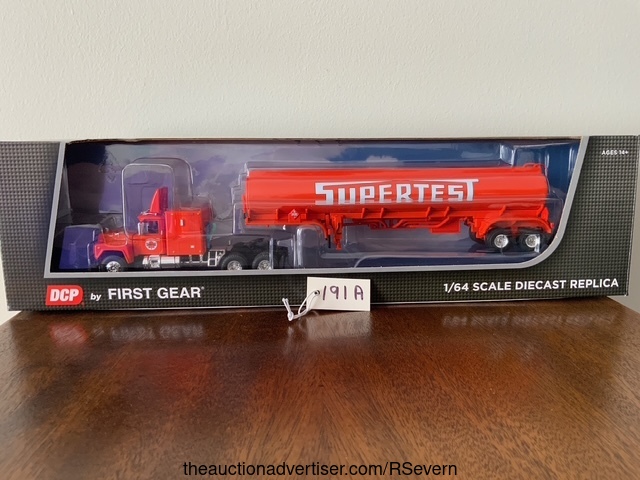 AGES 14+
SUPERTEST
DCP by FIRST GEAR®
1/64 SCALE DIECAST REPLICA
191A
theauctionadvertiser.com/RSevern